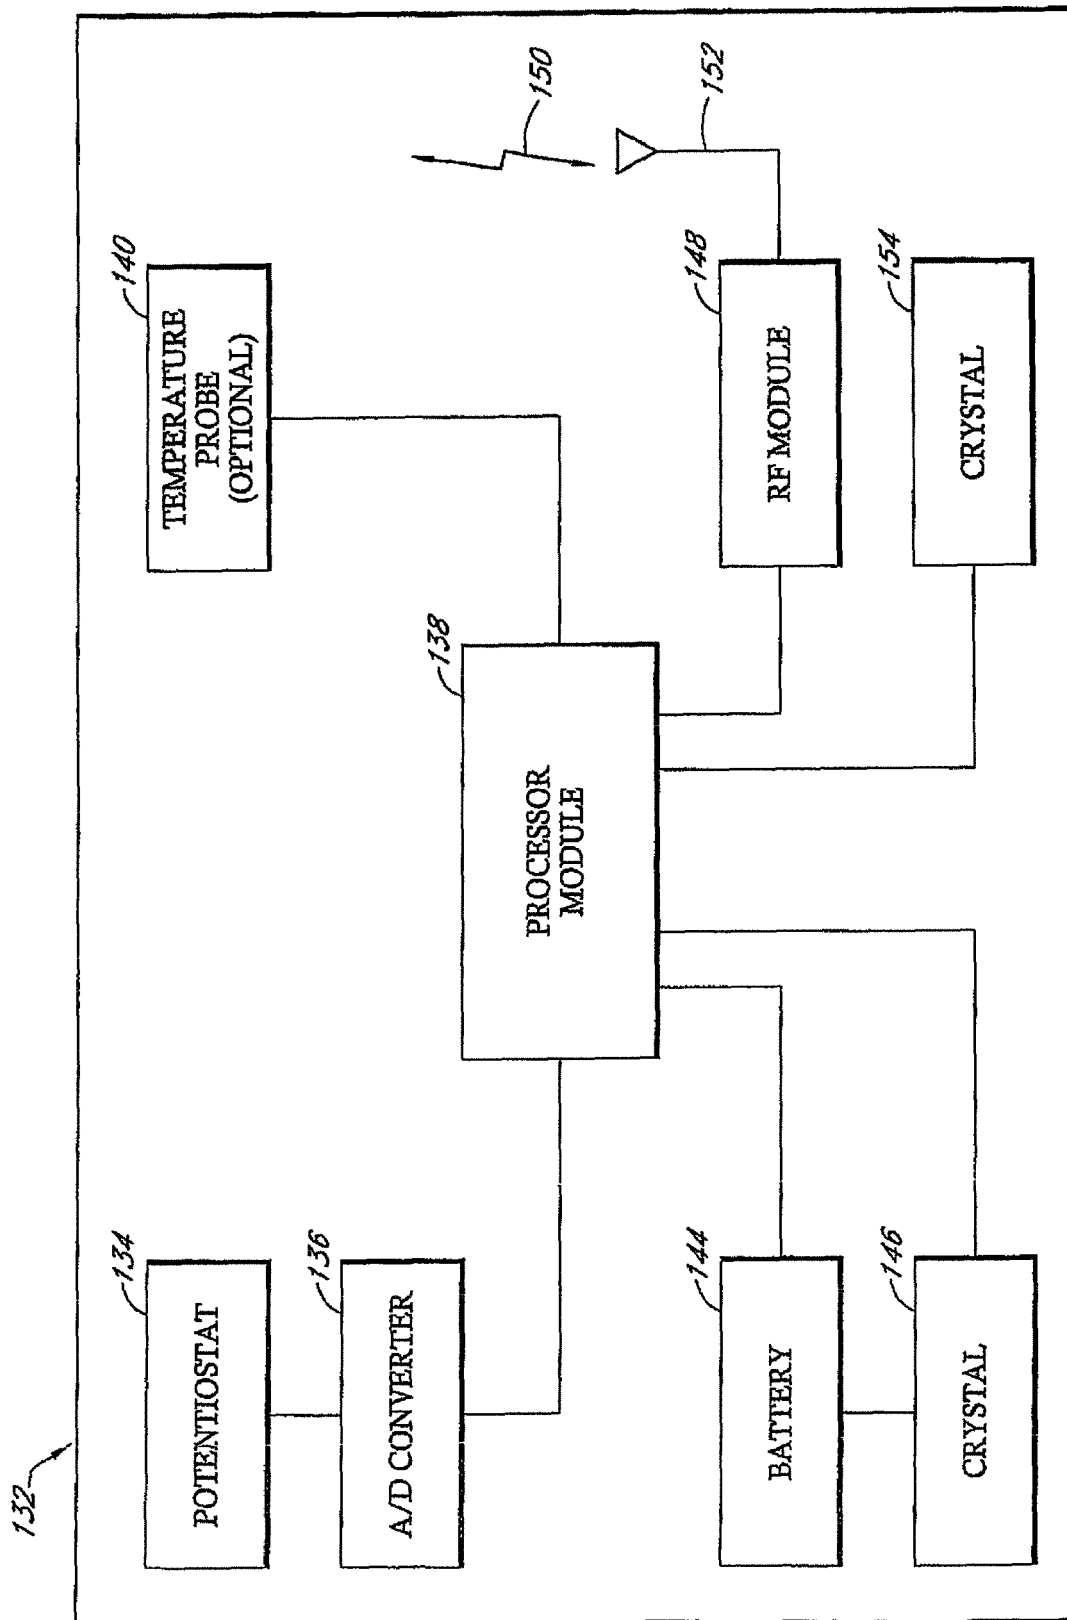 132
POTENTIOSTAT
134
A/D CONVERTER
136
TEMPERATURE
PROBE
(OPTIONAL)
140
PROCESSOR
MODULE
138
150
152
BATTERY
144
RF MODULE
148
CRYSTAL
146
CRYSTAL
154